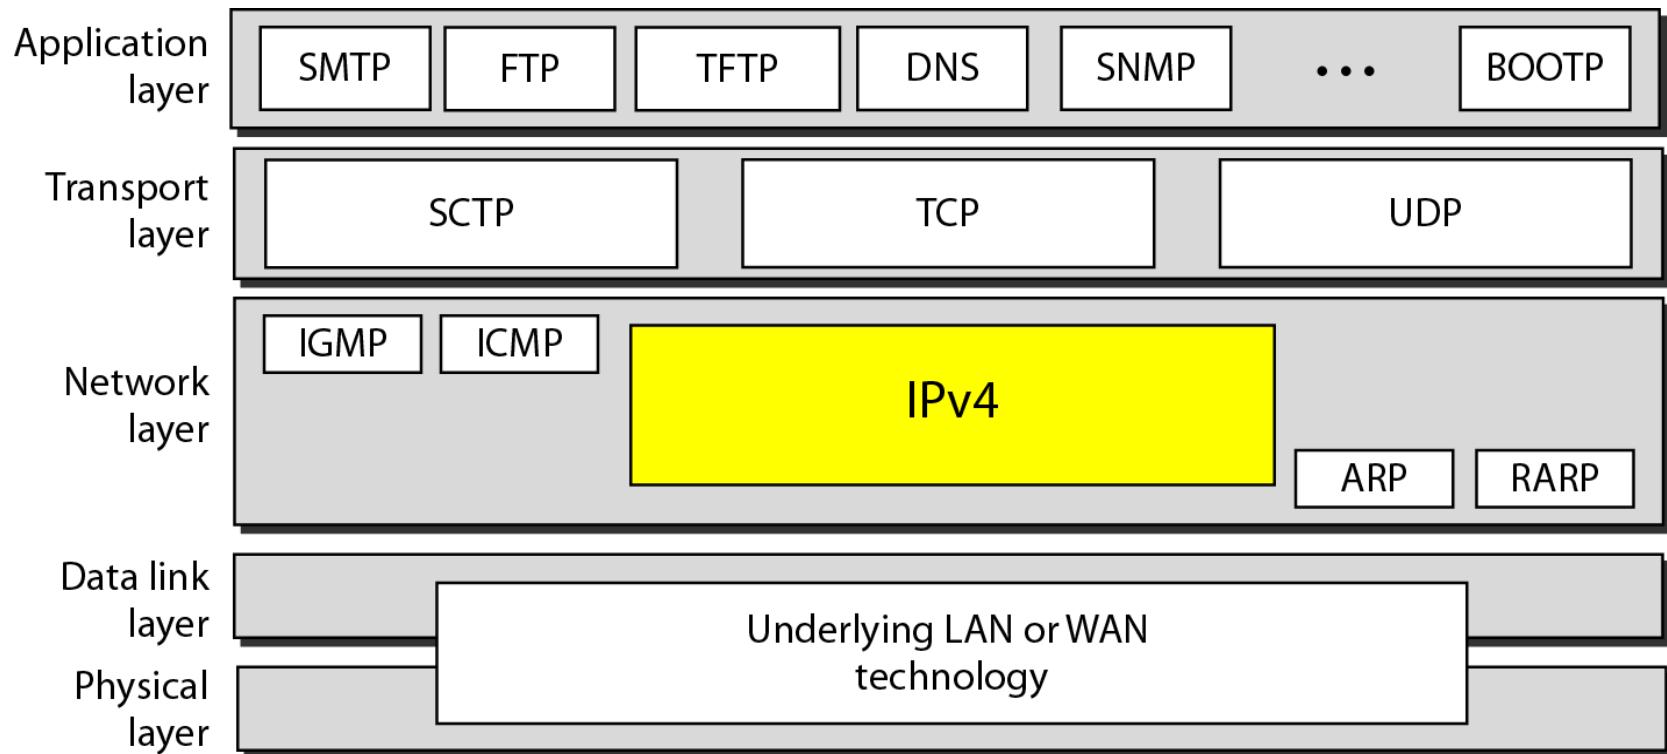 Application
layer
SMTP
FTP
TFTP
DNS
SNMP
...
BOOTP
Transport
layer
SCTP
TCP
UDP
Network
layer
IGMP
ICMP
IPv4
ARP
RARP
Data link
layer
Underlying LAN or WAN
technology
Physical
layer